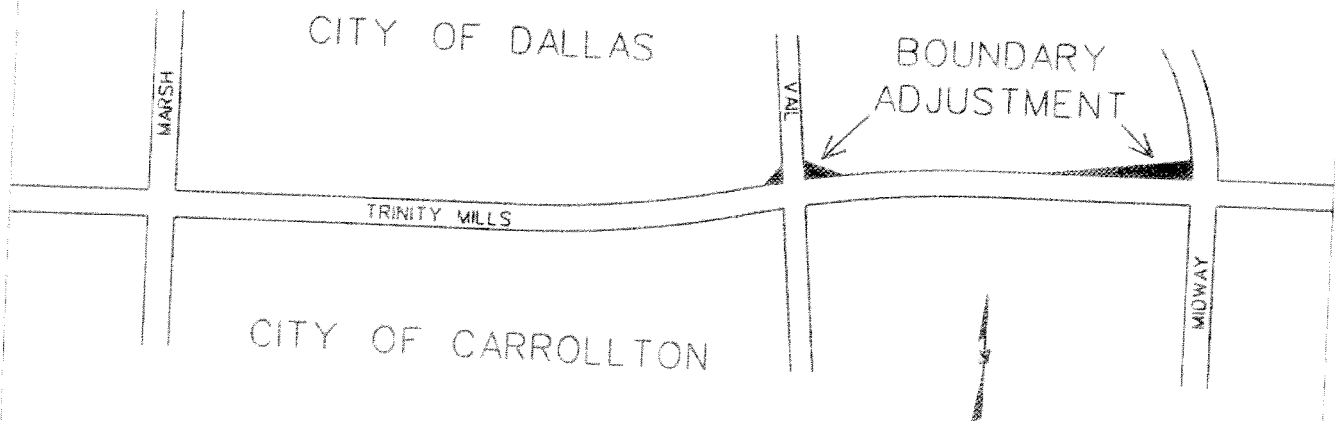 CITY OF DALLAS
BOUNDARY
ADJUSTMENT
MARSH
VAIL
TRINITY MILLS
MIDWAY
CITY OF CARROLLTON